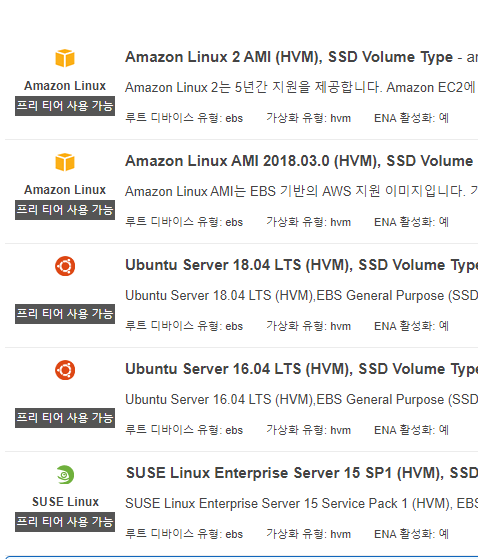 Amazon Linux 2 AMI (HVM), SSD Volume Type - ar
Amazon Linux
Amazon Linux 2는 5년간 지원을 제공합니다. Amazon EC2에
프리 티어 사용 가능
루트 디바이스 유형: ebs 가상화 유형: hvm ENA 활성화: 예
Amazon Linux AMI 2018.03.0 (HVM), SSD Volume
Amazon Linux
Amazon Linux AMI는 EBS 기반의 AWS 지원 이미지입니다. 기
프리 티어 사용 가능
루트 디바이스 유형: ebs 가상화 유형: hvm ENA 활성화: 예
Ubuntu Server 18.04 LTS (HVM), SSD Volume Type
Ubuntu Server 18.04 LTS (HVM),EBS General Purpose (SSD
프리 티어 사용 가능
루트 디바이스 유형: ebs 가상화 유형: hvm ENA 활성화: 예
Ubuntu Server 16.04 LTS (HVM), SSD Volume Type
Ubuntu Server 16.04 LTS (HVM),EBS General Purpose (SSD
프리 티어 사용 가능
루트 디바이스 유형: ebs 가상화 유형: hvm ENA 활성화: 예
SUSE Linux Enterprise Server 15 SP1 (HVM), SSD
SUSE Linux
SUSE Linux Enterprise Server 15 Service Pack 1 (HVM), EBS
프리 티어 사용 가능
루트 디바이스 유형: ebs 가상화 유형: hvm ENA 활성화: 예